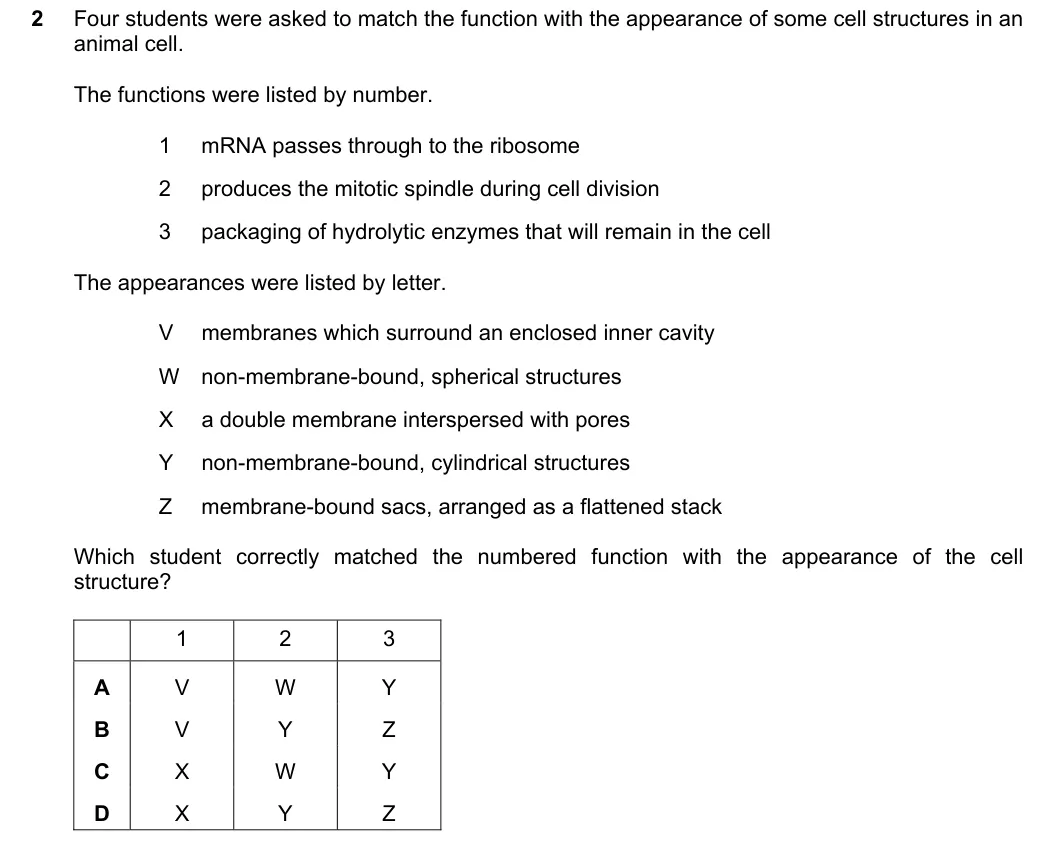 2 Four students were asked to match the function with the appearance of some cell structures in an
animal cell.
The functions were listed by number.
1 mRNA passes through to the ribosome
2 produces the mitotic spindle during cell division
3 packaging of hydrolytic enzymes that will remain in the cell
The appearances were listed by letter.
V membranes which surround an enclosed inner cavity
W non-membrane-bound, spherical structures
X a double membrane interspersed with pores
Y non-membrane-bound, cylindrical structures
Z membrane-bound sacs, arranged as a flattened stack
Which student correctly matched the numbered function with the appearance of the cell
structure?
1 2 3
A V W Y
B V Y Z
C X W Y
D X Y Z